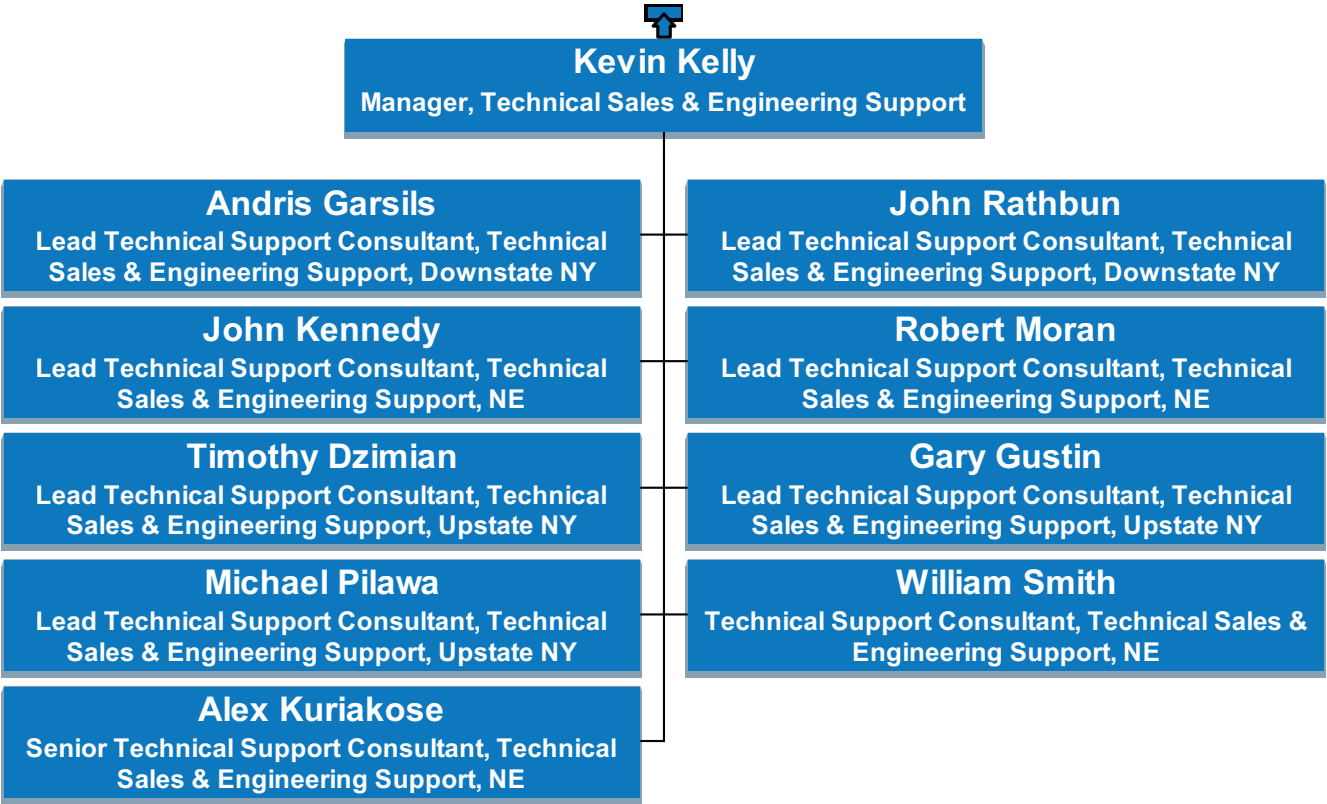 Kevin Kelly
Manager, Technical Sales & Engineering Support
Andris Garsils
Lead Technical Support Consultant, Technical
Sales & Engineering Support, Downstate NY
John Rathbun
Lead Technical Support Consultant, Technical
Sales & Engineering Support, Downstate NY
John Kennedy
Lead Technical Support Consultant, Technical
Sales & Engineering Support, NE
Robert Moran
Lead Technical Support Consultant, Technical
Sales & Engineering Support, NE
Timothy Dzimian
Lead Technical Support Consultant, Technical
Sales & Engineering Support, Upstate NY
Gary Gustin
Lead Technical Support Consultant, Technical
Sales & Engineering Support, Upstate NY
Michael Pilawa
Lead Technical Support Consultant, Technical
Sales & Engineering Support, Upstate NY
William Smith
Technical Support Consultant, Technical Sales &
Engineering Support, NE
Alex Kuriakose
Senior Technical Support Consultant, Technical
Sales & Engineering Support, NE